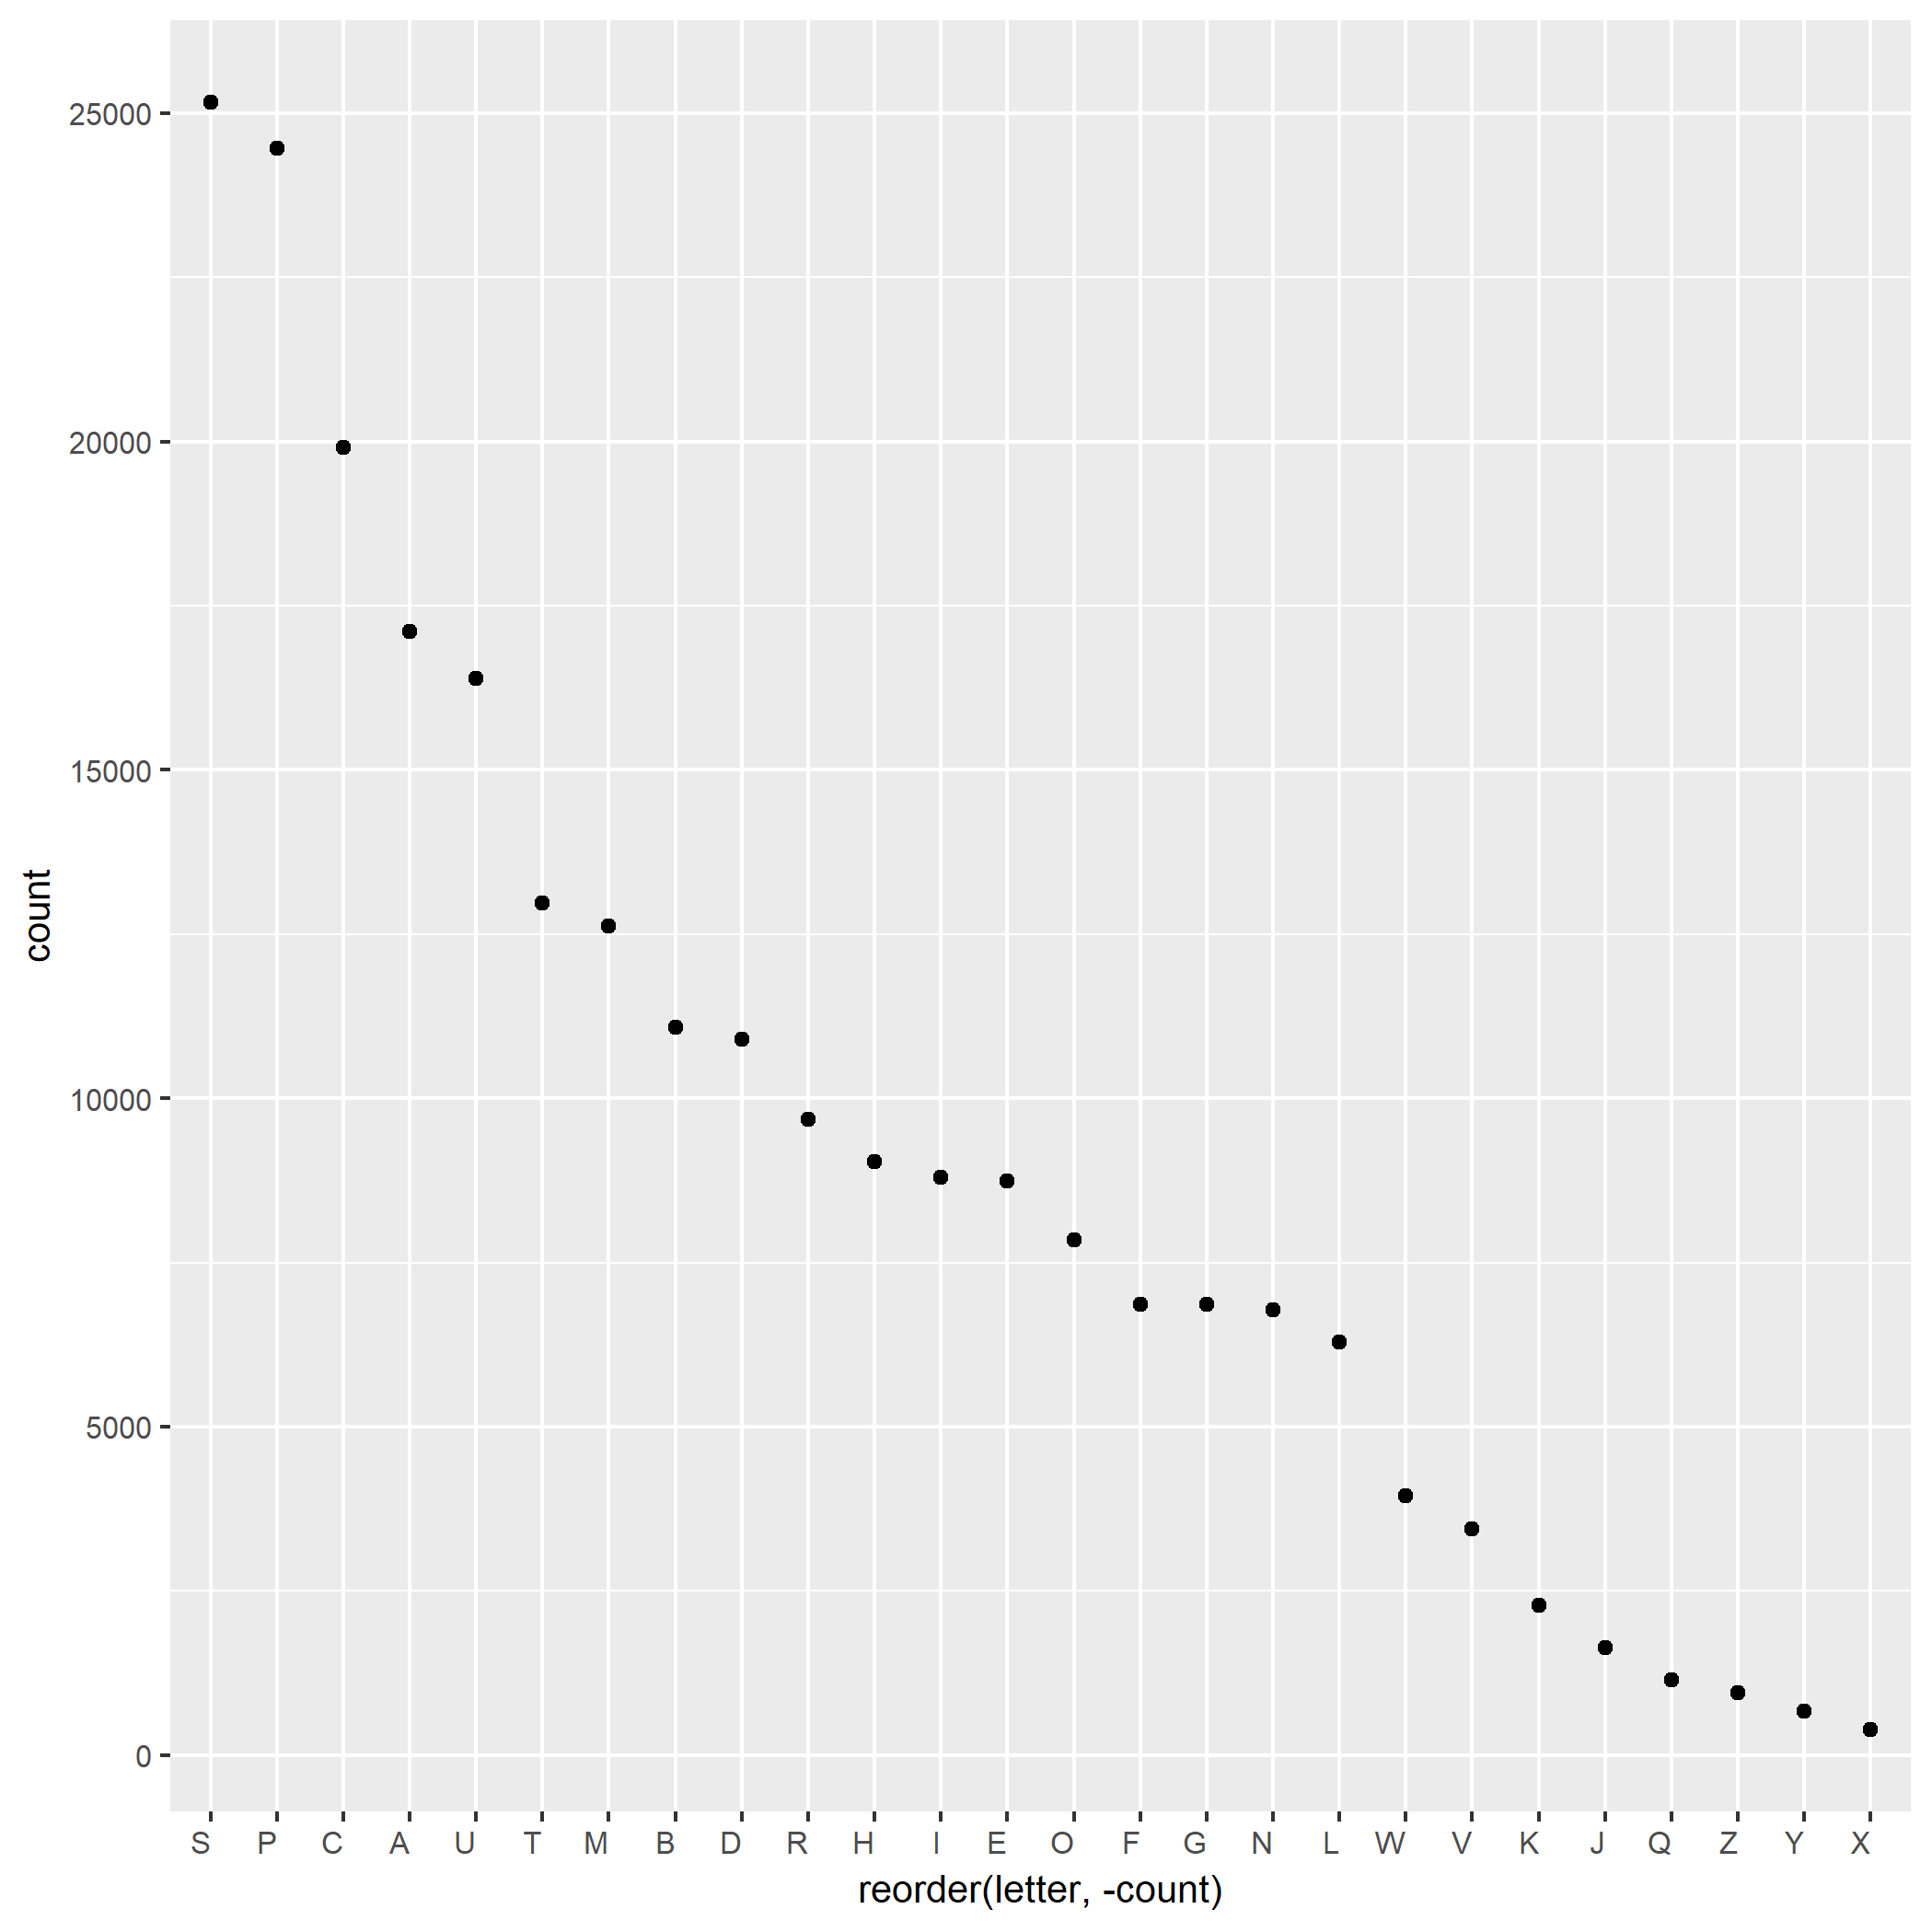 25000
20000
15000
10000
5000
0
count
S P C A U T M B D R H I E O F G N L W V K J Q Z Y X
reorder(letter, -count)